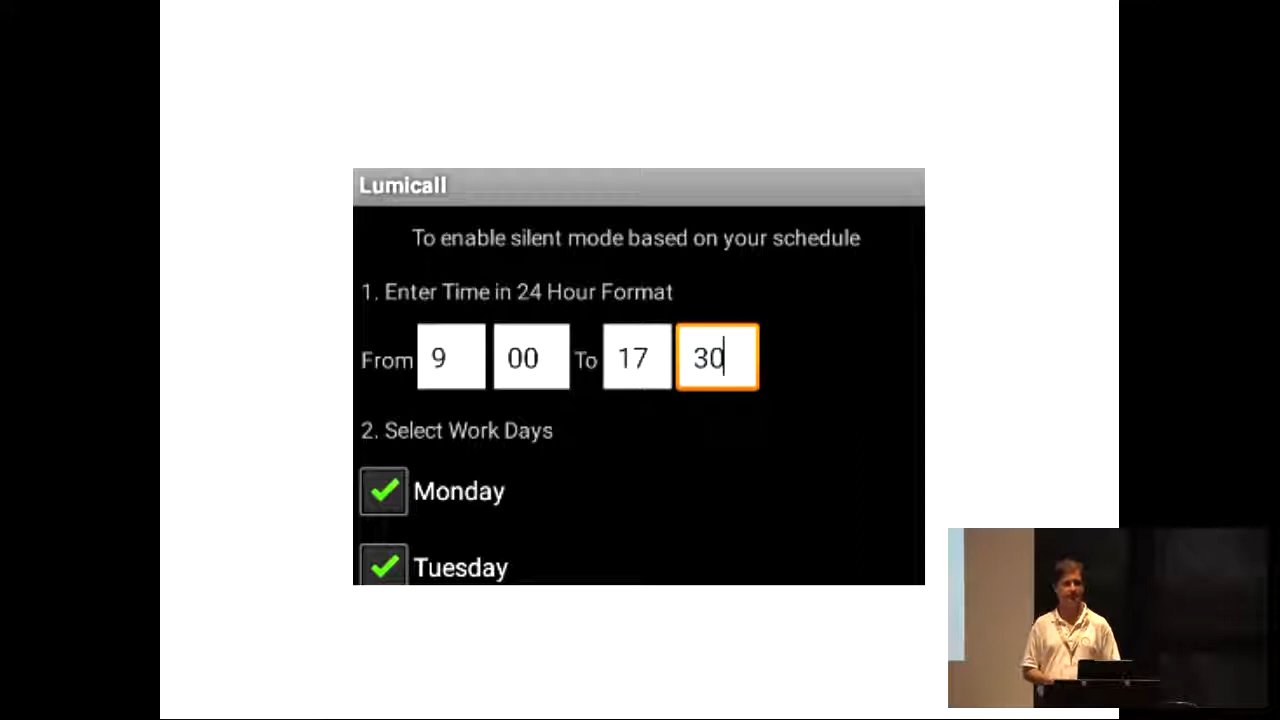 Lumicall
To enable silent mode based on your schedule
1. Enter Time in 24 Hour Format
From 9 00 To 17 30
2. Select Work Days
Monday
Tuesday